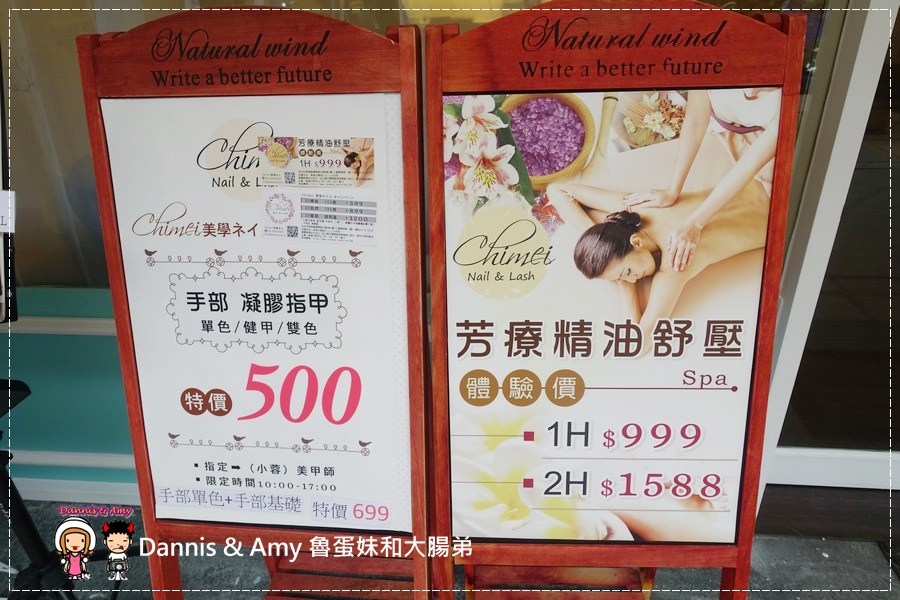 Natural wind
Write a better future
Chimei
Nail & Lash
芳療精油舒壓
體驗價
1H $999
Chimei美學ネイ
手部 凝膠指甲
單色/健甲/雙色
特價 500
▪ 指定➡(小蓉)美甲師
▪ 限定時間10:00-17:00
手部單色+手部基礎 特價 699
Natural wind
Write a better future
Chimei
Nail & Lash
芳療精油舒壓
體驗價 Spa
1H $999
2H $1588
Dannis & Amy
Dannis & Amy 魯蛋妹和大腸弟